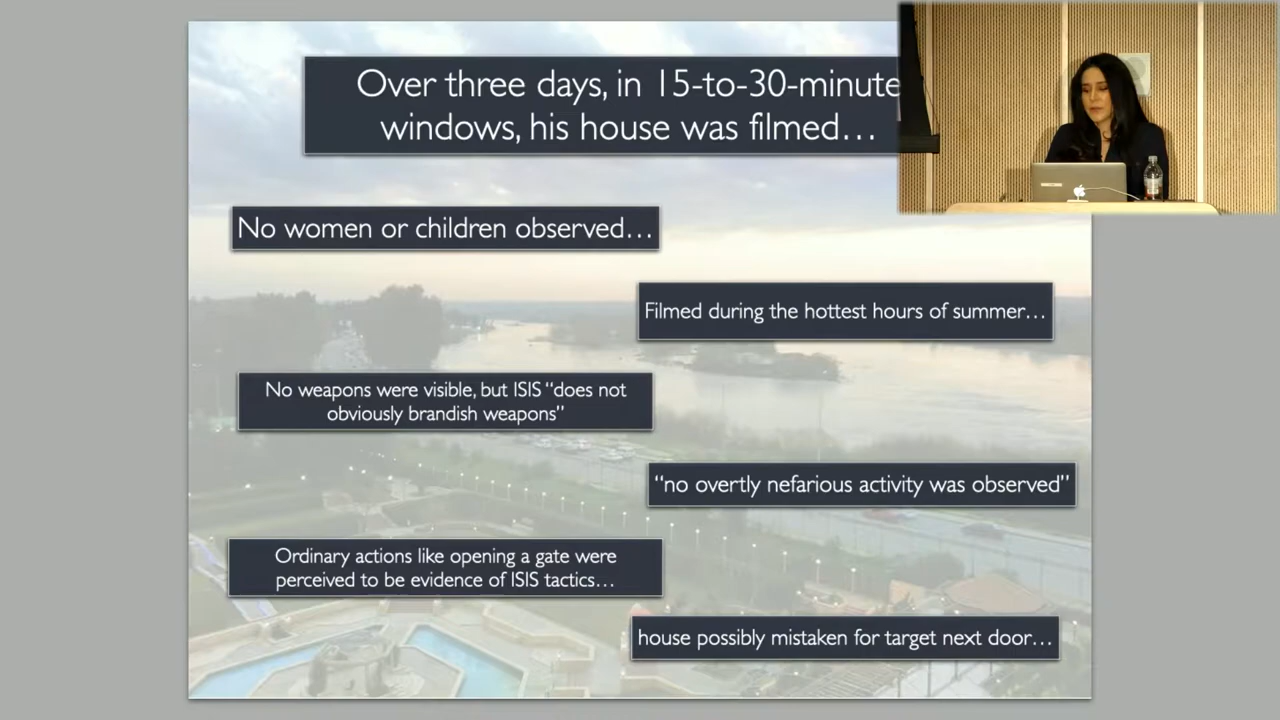 Over three days, in 15-to-30-minute
windows, his house was filmed…
No women or children observed…
Filmed during the hottest hours of summer…
No weapons were visible, but ISIS “does not
obviously brandish weapons”
“no overtly nefarious activity was observed”
Ordinary actions like opening a gate were
perceived to be evidence of ISIS tactics…
house possibly mistaken for target next door…